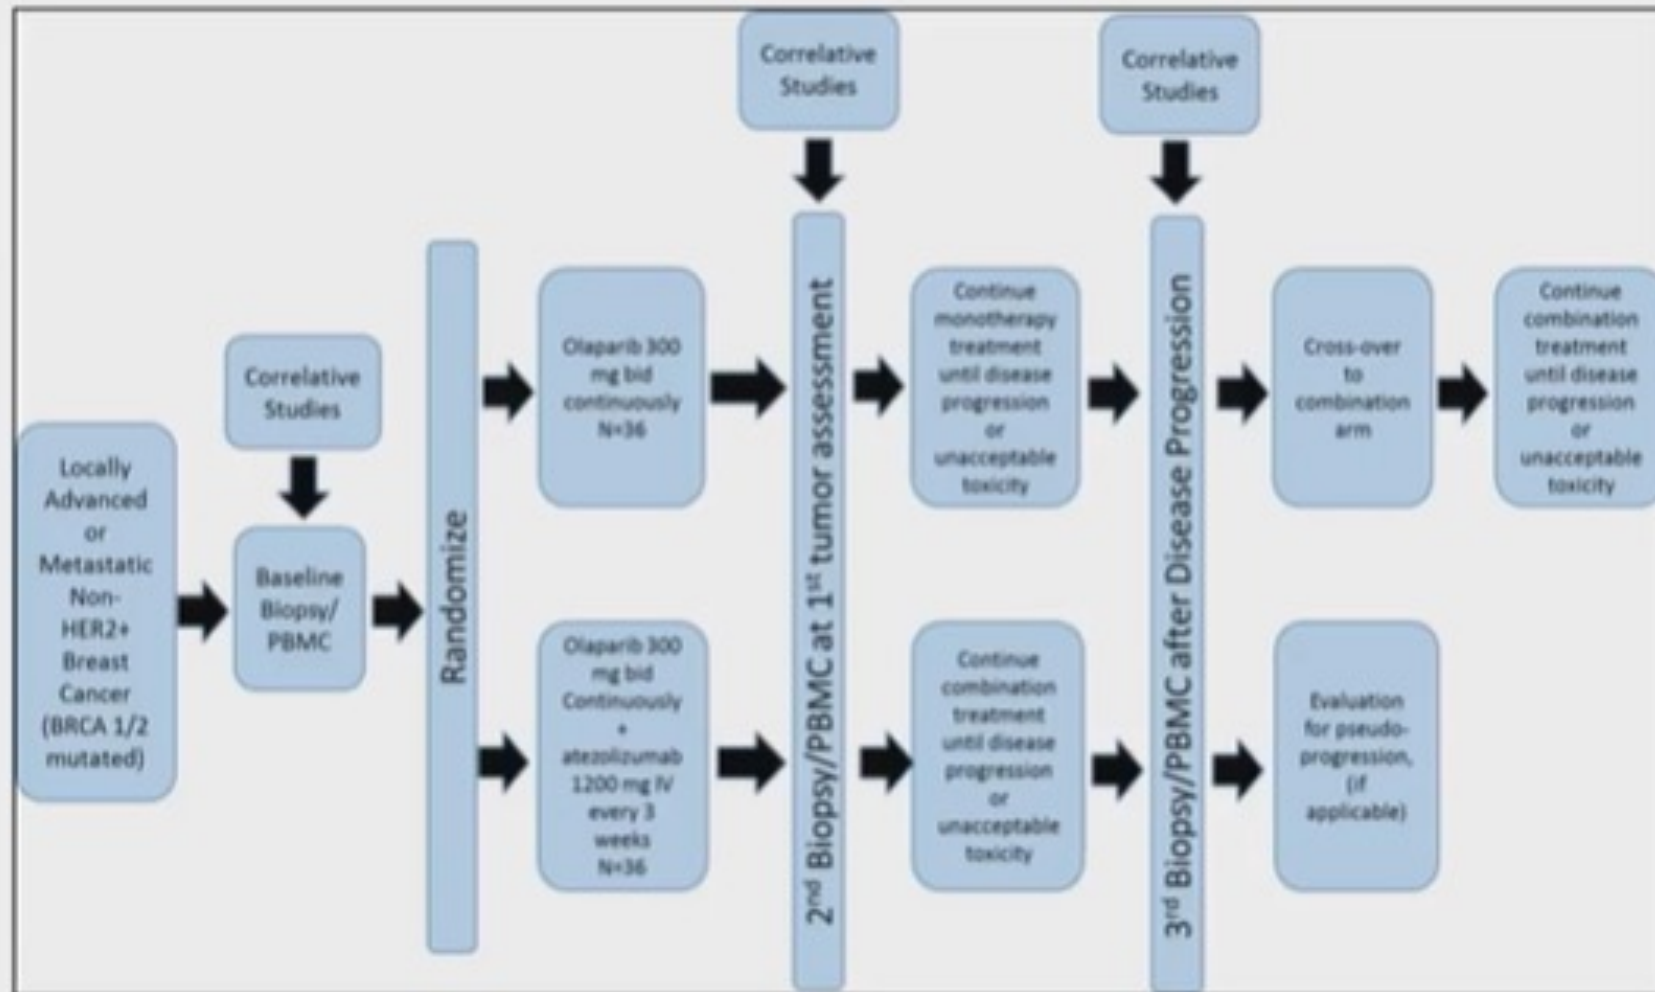 Locally
Advanced
or
Metastatic
Non-
HER2+
Breast
Cancer
(BRCA 1/2
mutated)
Correlative
Studies
Baseline
Biopsy/
PBMC
Randomize
Olaparib 300
mg bid
continuously
N=36
Olaparib 300
mg bid
Continuously
+
atezolizumab
1200 mg IV
every 3
weeks
N=36
Correlative
Studies
2nd Biopsy/PBMC at 1st tumor assessment
Continue
monotherapy
treatment
until disease
progression
or
unacceptable
toxicity
Continue
combination
treatment
until disease
progression
or
unacceptable
toxicity
Correlative
Studies
3rd Biopsy/PBMC after Disease Progression
Cross-over
to
combination
arm
Continue
combination
treatment
until disease
progression
or
unacceptable
toxicity
Evaluation
for pseudo-
progression,
(if
applicable)